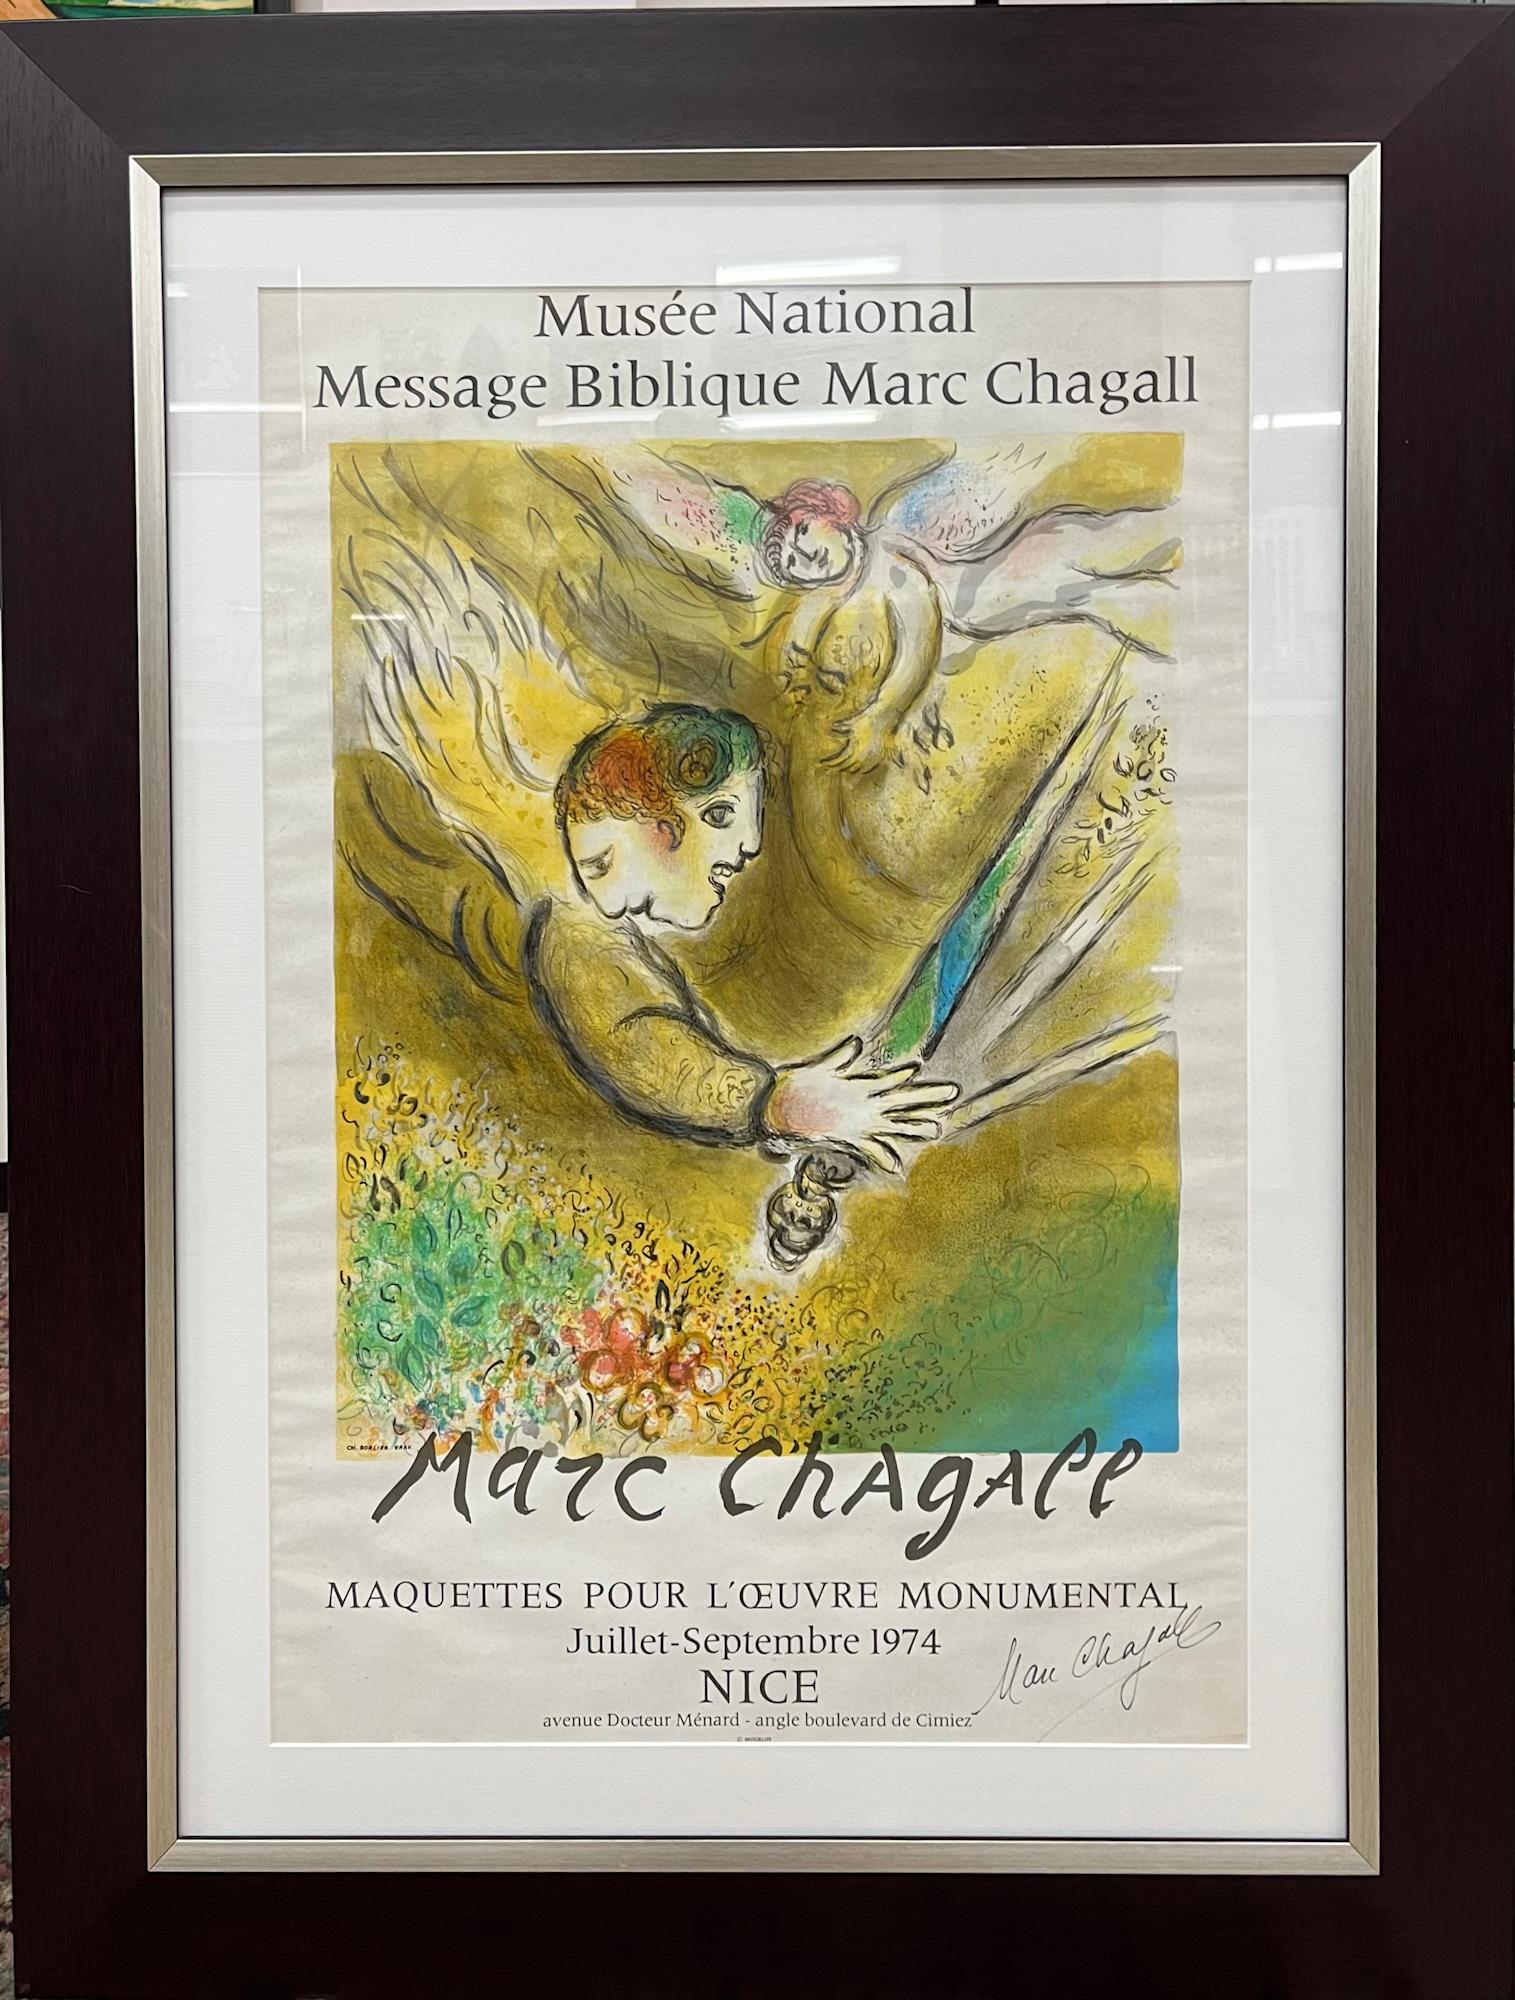 Musée National
Message Biblique Marc Chagall
CH. SORLIER GRAV.
Marc Chagall
MAQUETTES POUR L'ŒUVRE MONUMENTAL
Juillet-Septembre 1974
Marc Chagall
NICE
avenue Docteur Ménard - angle boulevard de Cimiez
© MOURLOT